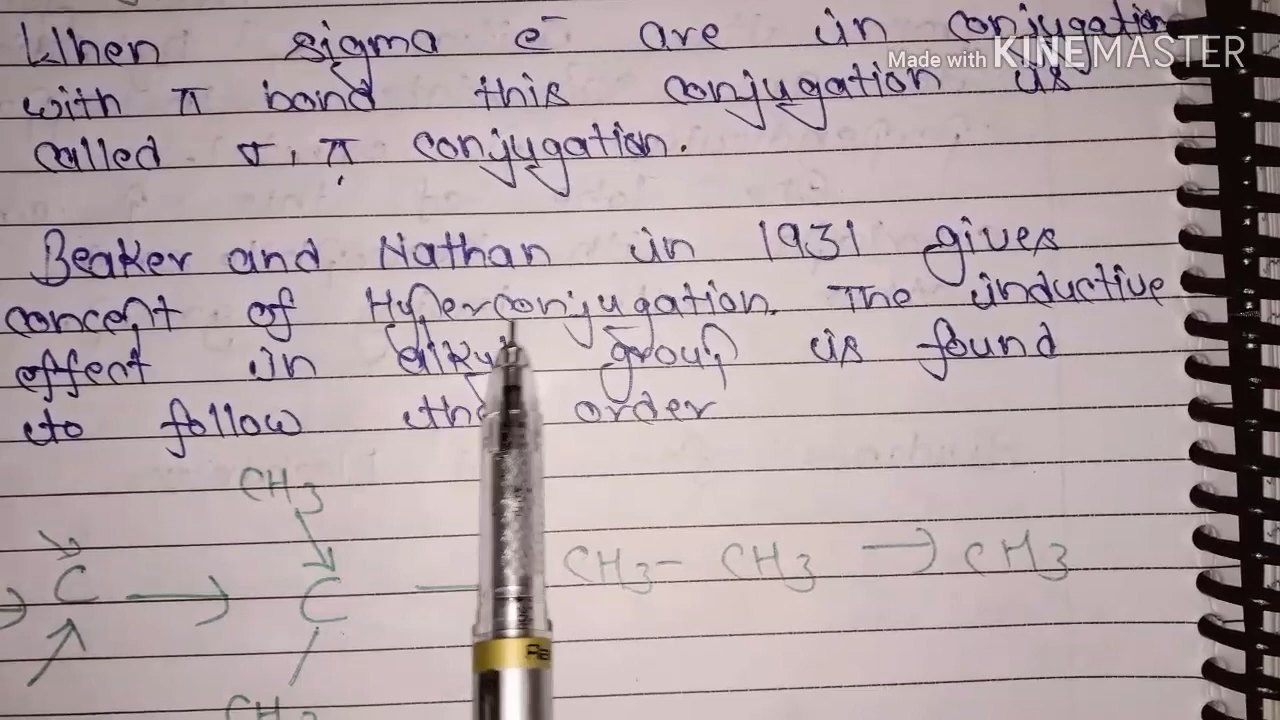 When sigma e⁻ are in conjugation
Made with KINEMASTER
with π bond this conjugation is
called σ, π conjugation.
Beaker and Nathan in 1931 gives
concept of Hyperconjugation. The inductive
effect in group is found
to follow the order
CH3
C → C — CH3 - CH3 → CH3